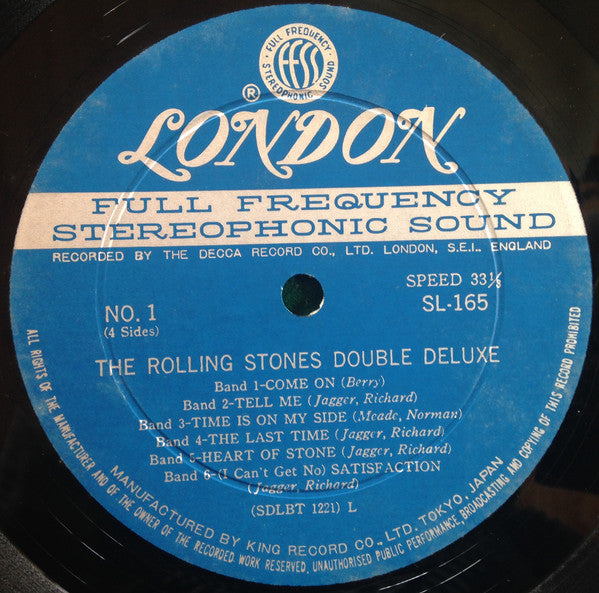 FULL FREQUENCY
ffss
STEREOPHONIC SOUND
®
LONDON
FULL FREQUENCY
STEREOPHONIC SOUND
RECORDED BY THE DECCA RECORD CO., LTD. LONDON, S.E.I., ENGLAND
SPEED 33⅓
NO. 1
SL-165
(4 Sides)
THE ROLLING STONES DOUBLE DELUXE
Band 1-COME ON (Berry)
Band 2-TELL ME (Jagger, Richard)
Band 3-TIME IS ON MY SIDE (Meade, Norman)
Band 4-THE LAST TIME (Jagger, Richard)
Band 5-HEART OF STONE (Jagger, Richard)
Band 6-(I Can't Get No) SATISFACTION
(Jagger, Richard)
(SDLBT 1221) L
MANUFACTURED BY KING RECORD CO., LTD. TOKYO, JAPAN
ALL RIGHTS OF THE MANUFACTURER AND OF THE OWNER OF THE RECORDED WORK RESERVED, UNAUTHORISED PUBLIC PERFORMANCE, BROADCASTING AND COPYING OF THIS RECORD PROHIBITED